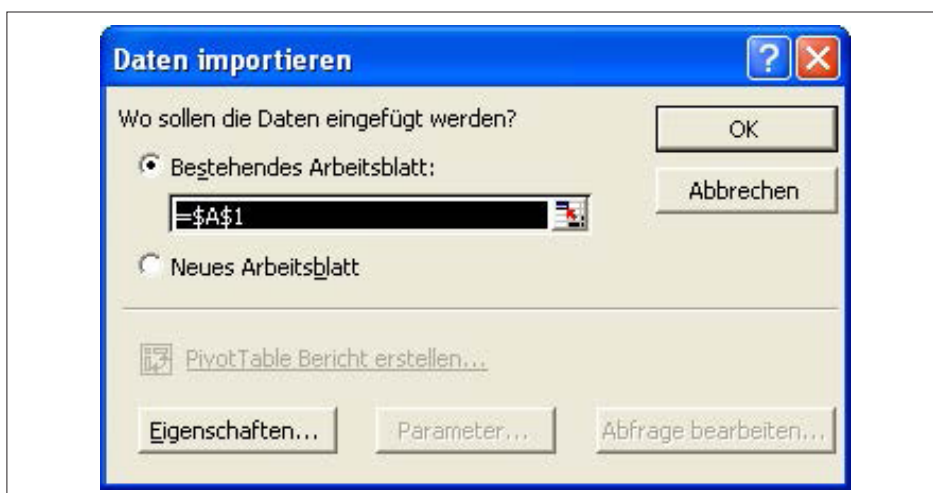 Daten importieren
Wo sollen die Daten eingefügt werden?
OK
Bestehendes Arbeitsblatt:
Abbrechen
=$A$1
Neues Arbeitsblatt
PivotTable Bericht erstellen...
Eigenschaften...
Parameter...
Abfrage bearbeiten...